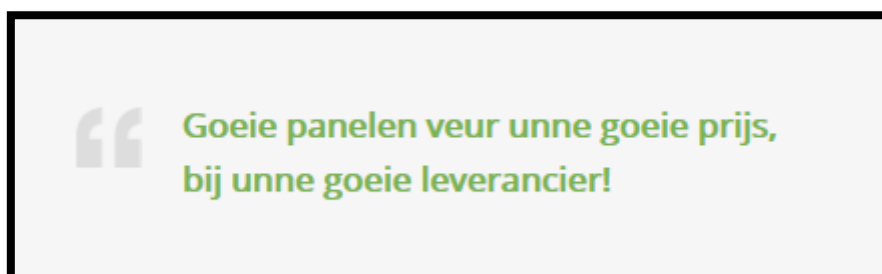 Goeie panelen veur unne goeie prijs,
bij unne goeie leverancier!